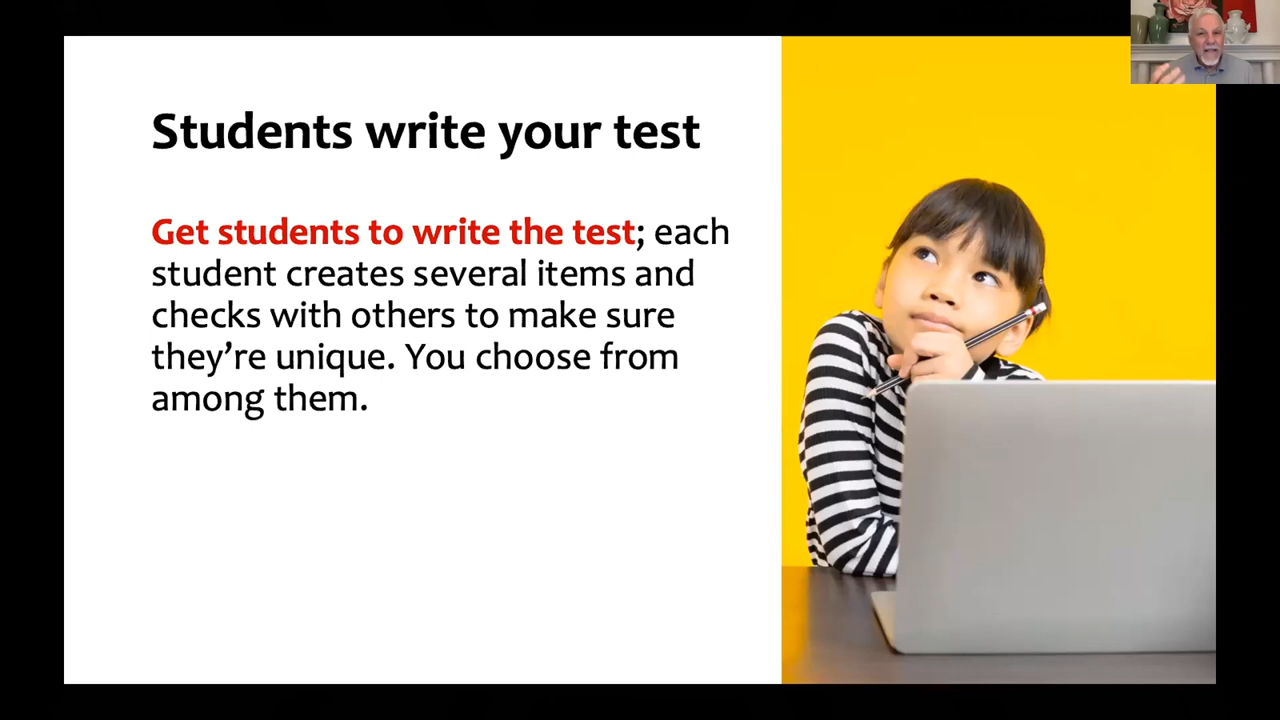 Students write your test
Get students to write the test; each
student creates several items and
checks with others to make sure
they’re unique. You choose from
among them.